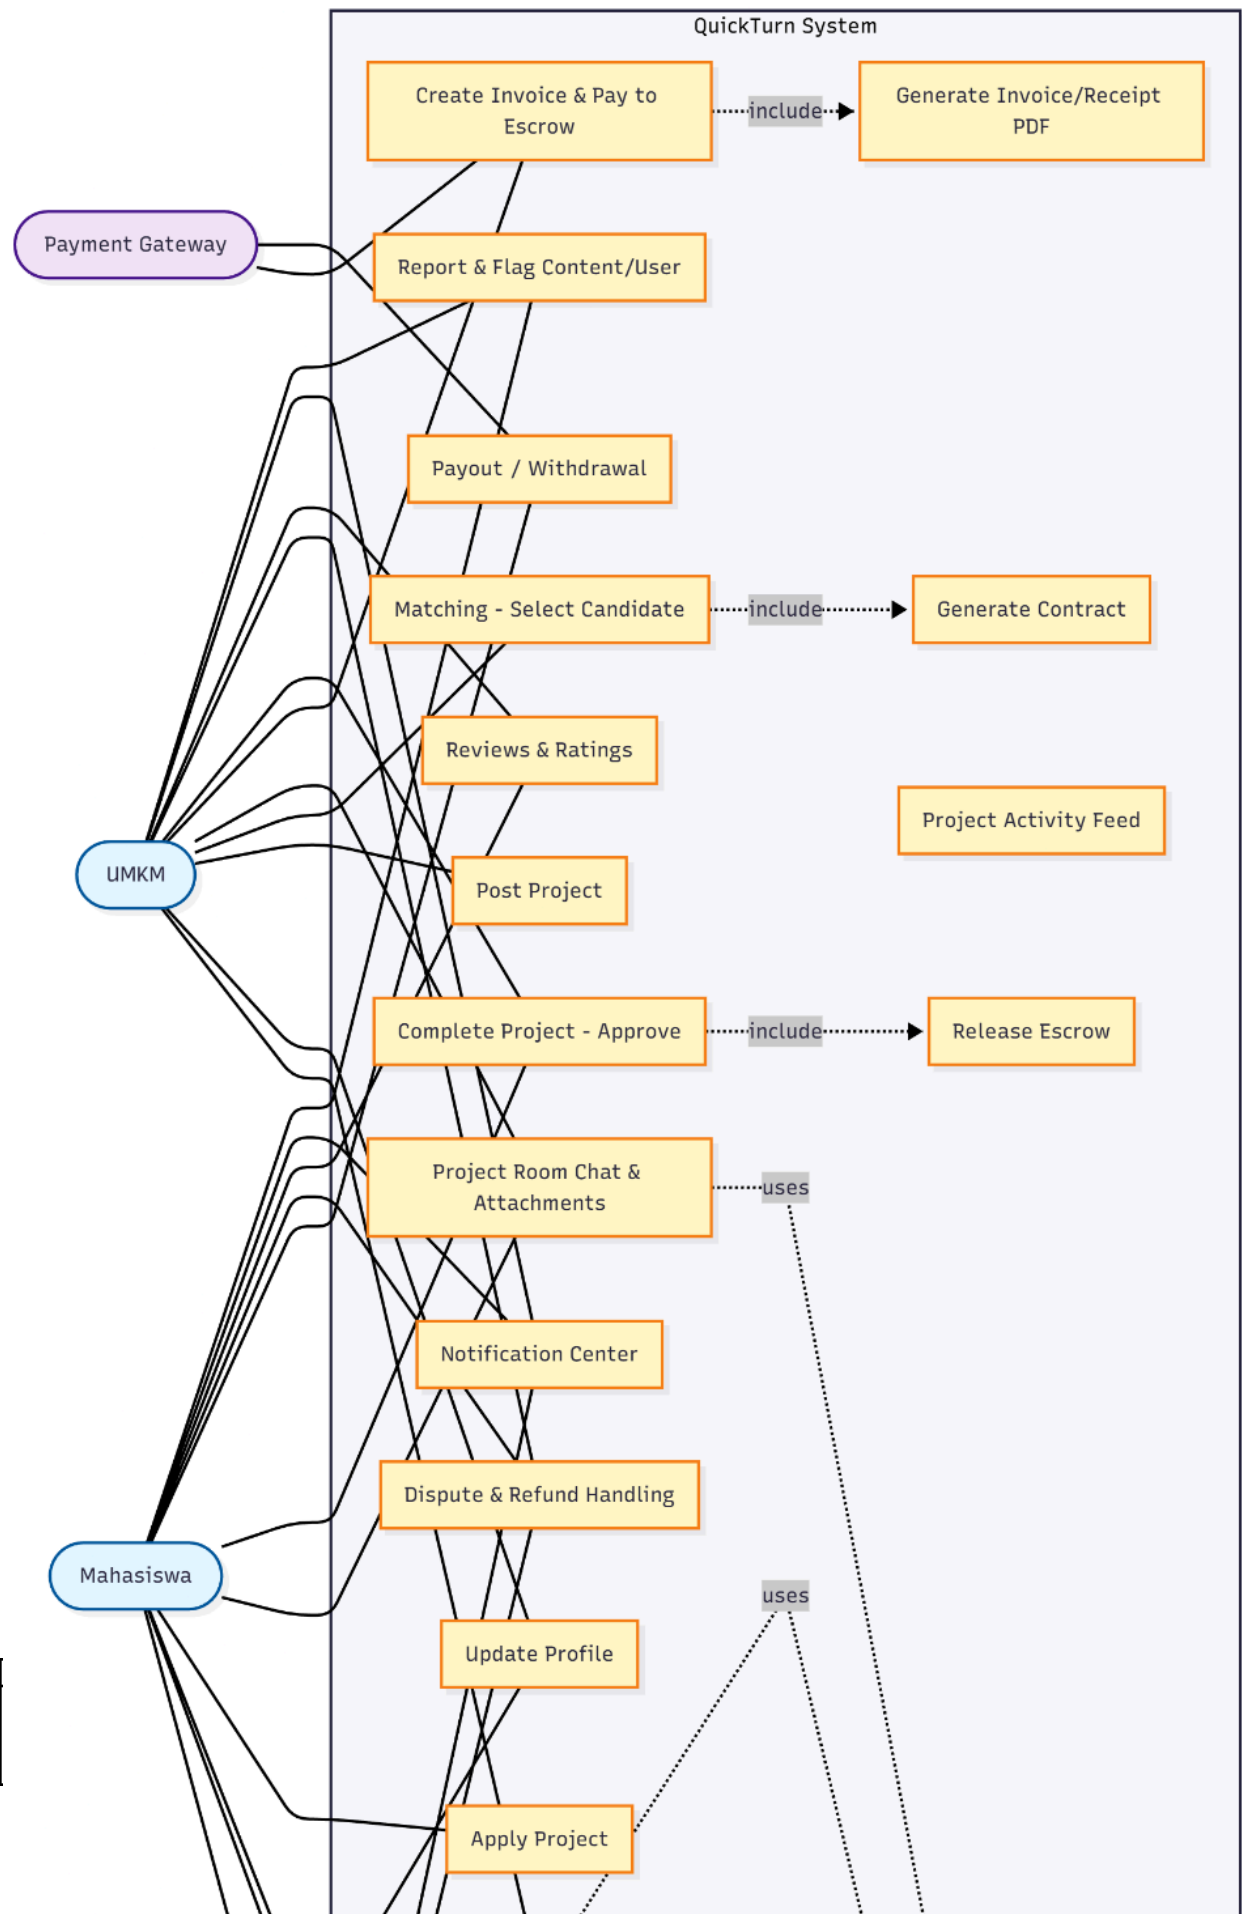 QuickTurn System
Create Invoice & Pay to
Escrow
include
Generate Invoice/Receipt
PDF
Payment Gateway
Report & Flag Content/User
Payout / Withdrawal
Matching - Select Candidate
include
Generate Contract
Reviews & Ratings
Project Activity Feed
UMKM
Post Project
Complete Project - Approve
include
Release Escrow
Project Room Chat &
Attachments
uses
Notification Center
Dispute & Refund Handling
Mahasiswa
uses
Update Profile
Apply Project